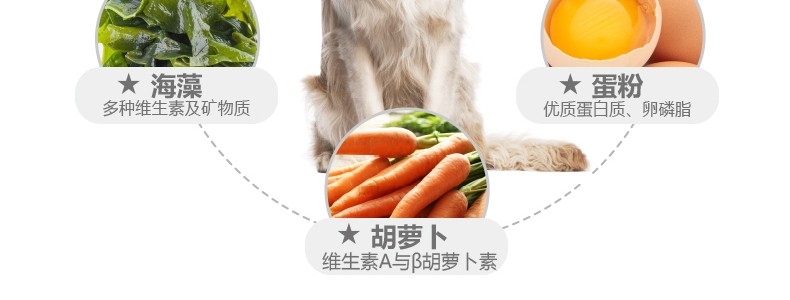 ★ 海藻
多种维生素及矿物质
★ 蛋粉
优质蛋白质、卵磷脂
★ 胡萝卜
维生素A与β胡萝卜素